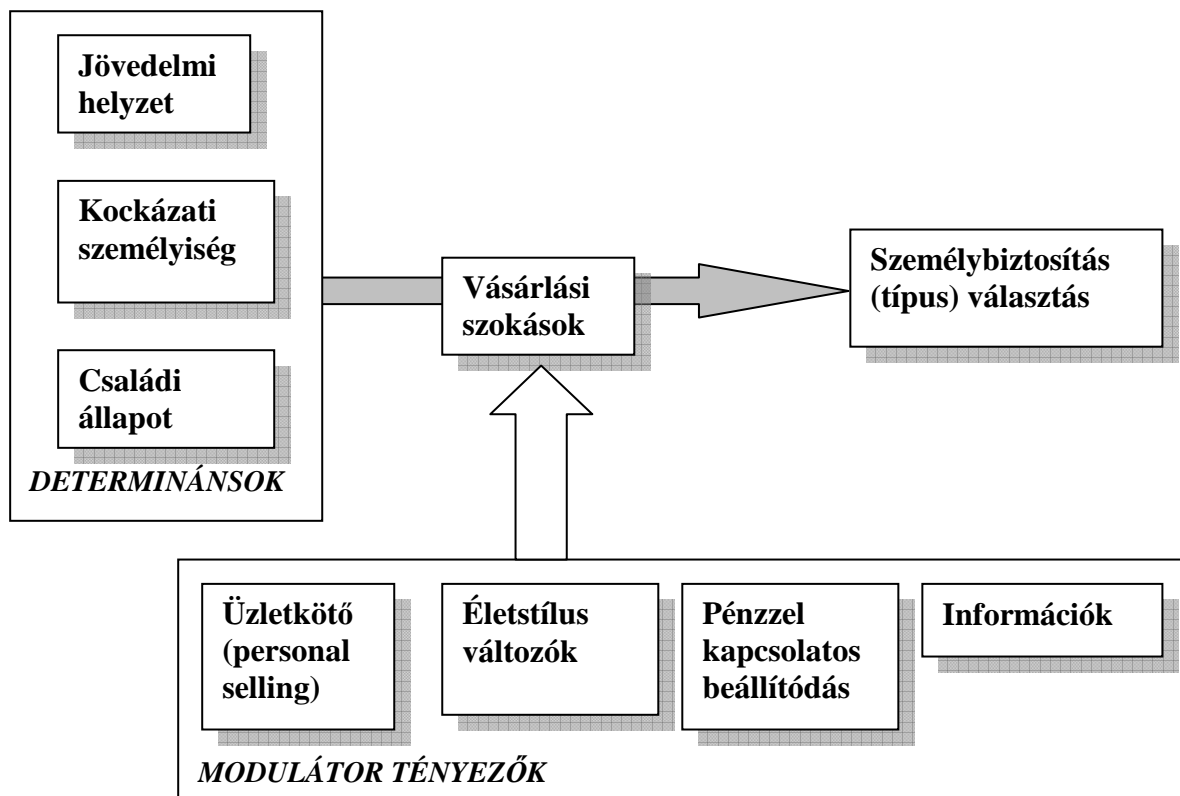 Jövedelmi
helyzet
Kockázati
személyiség
Családi
állapot
DETERMINÁNSOK
Vásárlási
szokások
Személybiztosítás
(típus) választás
Üzletkötő
(personal
selling)
Életstílus
változók
Pénzzel
kapcsolatos
beállítódás
Információk
MODULÁTOR TÉNYEZŐK